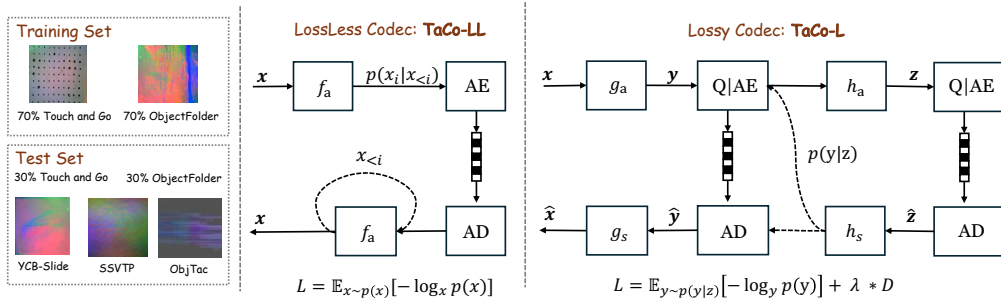 Training Set
70% Touch and Go 70% ObjectFolder
Test Set
30% Touch and Go 30% ObjectFolder
YCB-Slide SSVTP ObjTac
LossLess Codec: TaCo-LL
x f_a p(x_i|x_{<i}) AE
x_{<i}
x f_a AD
L = 𝔼_{x~p(x)}[−log_x p(x)]
Lossy Codec: TaCo-L
x g_a y Q|AE h_a z Q|AE
p(y|z)
x̂ g_s ŷ AD h_s ẑ AD
L = 𝔼_{y~p(y|z)}[−log_y p(y)] + λ * D